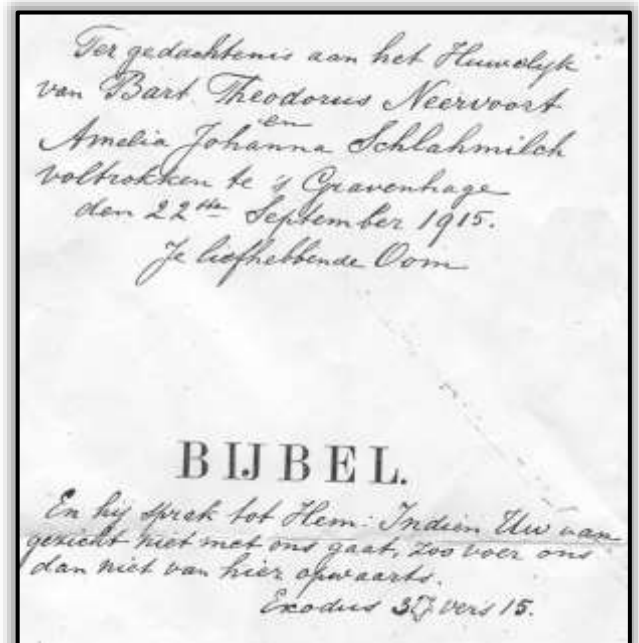 Ter gedachtenis aan het Huwelyk
van Bart Theodorus Neervoort
en
Amelia Johanna Schlahmilch
voltrokken te 's Gravenhage
den 22ste September 1915.
Je liefhebbende Oom
BIJBEL.
En hij sprak tot Hem: Indien Uw aan
gezicht niet met ons gaat, zoo voer ons
dan niet van hier opwaarts.
Exodus vers 15.